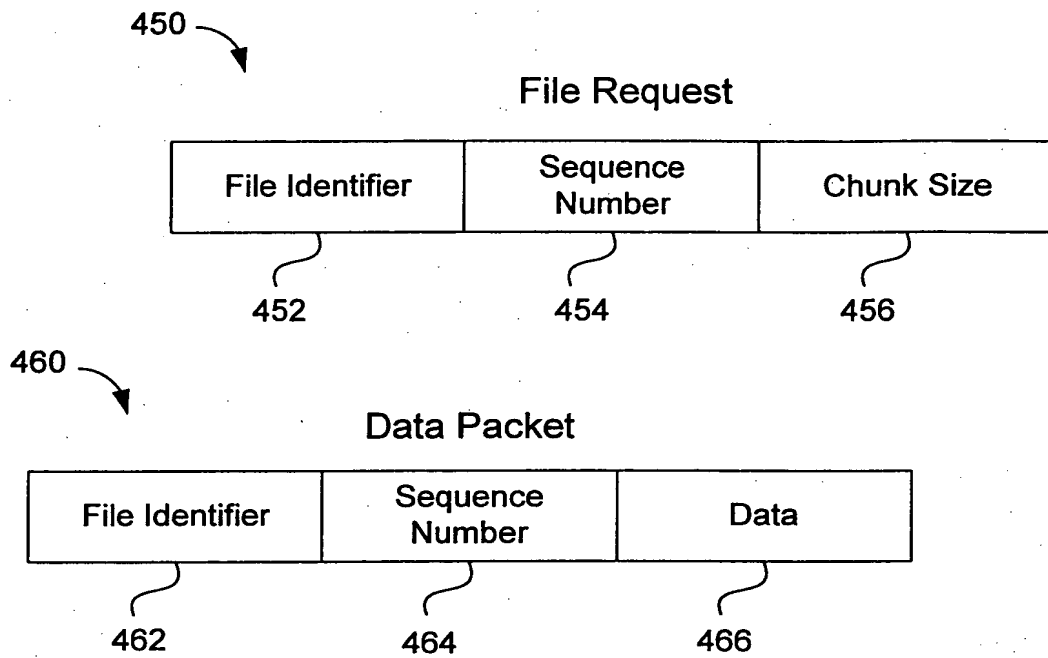 450
File Request
File Identifier
Sequence
Number
Chunk Size
452
454
456
460
Data Packet
File Identifier
Sequence
Number
Data
462
464
466